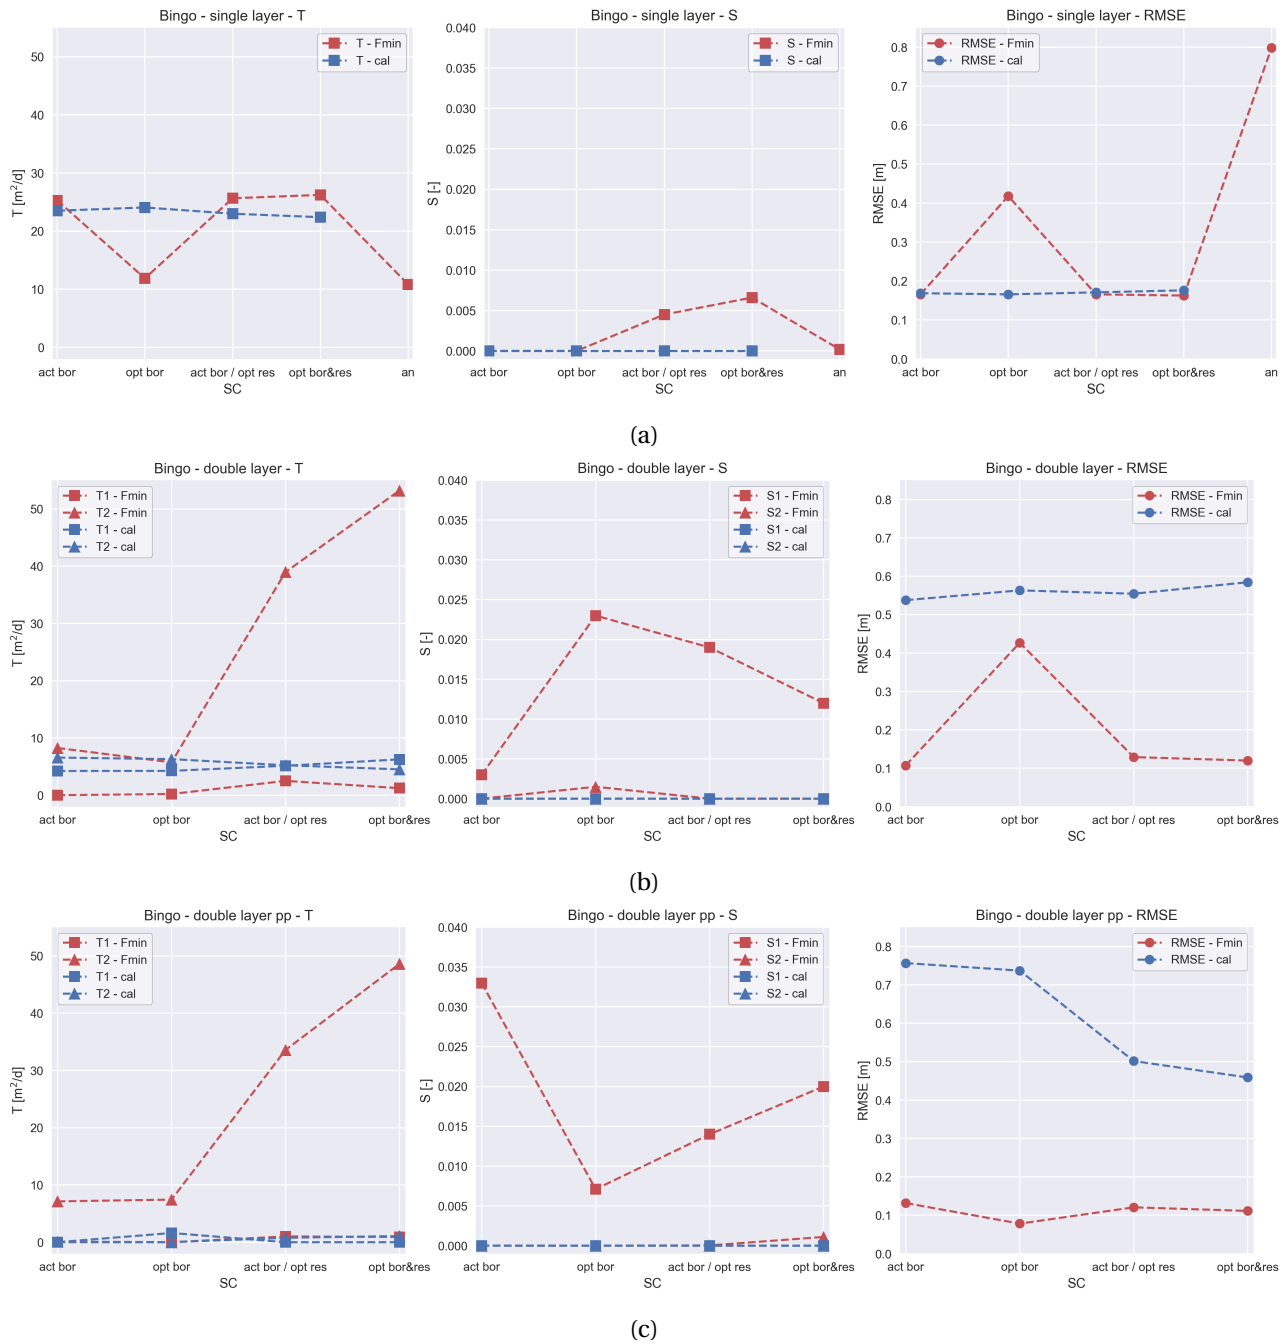 Bingo - single layer - T
T - Fmin
T - cal
50
40
30
20
10
0
T [m²/d]
act bor
opt bor
act bor / opt res
opt bor&res
an
SC
Bingo - single layer - S
S - Fmin
S - cal
0.040
0.035
0.030
0.025
0.020
0.015
0.010
0.005
0.000
S [-]
act bor
opt bor
act bor / opt res
opt bor&res
an
SC
Bingo - single layer - RMSE
RMSE - Fmin
RMSE - cal
0.8
0.7
0.6
0.5
0.4
0.3
0.2
0.1
0.0
RMSE [m]
act bor
opt bor
act bor / opt res
opt bor&res
an
SC
(a)
Bingo - double layer - T
T1 - Fmin
T2 - Fmin
T1 - cal
T2 - cal
50
40
30
20
10
0
T [m²/d]
act bor
opt bor
act bor / opt res
opt bor&res
SC
Bingo - double layer - S
S1 - Fmin
S2 - Fmin
S1 - cal
S2 - cal
0.040
0.035
0.030
0.025
0.020
0.015
0.010
0.005
0.000
S [-]
act bor
opt bor
act bor / opt res
opt bor&res
SC
Bingo - double layer - RMSE
RMSE - Fmin
RMSE - cal
0.8
0.7
0.6
0.5
0.4
0.3
0.2
0.1
0.0
RMSE [m]
act bor
opt bor
act bor / opt res
opt bor&res
SC
(b)
Bingo - double layer pp - T
T1 - Fmin
T2 - Fmin
T1 - cal
T2 - cal
50
40
30
20
10
0
T [m²/d]
act bor
opt bor
act bor / opt res
opt bor&res
SC
Bingo - double layer pp - S
S1 - Fmin
S2 - Fmin
S1 - cal
S2 - cal
0.040
0.035
0.030
0.025
0.020
0.015
0.010
0.005
0.000
S [-]
act bor
opt bor
act bor / opt res
opt bor&res
SC
Bingo - double layer pp - RMSE
RMSE - Fmin
RMSE - cal
0.8
0.7
0.6
0.5
0.4
0.3
0.2
0.1
0.0
RMSE [m]
act bor
opt bor
act bor / opt res
opt bor&res
SC
(c)